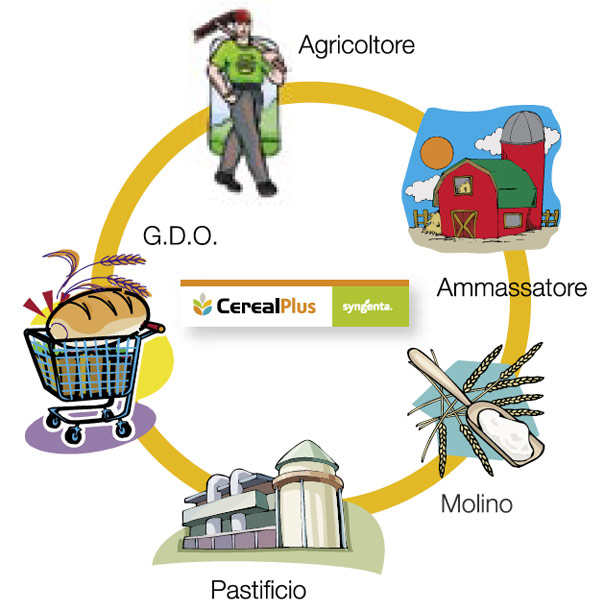 Agricoltore
G.D.O.
Ammassatore
CerealPlus
syngenta.
Molino
Pastificio